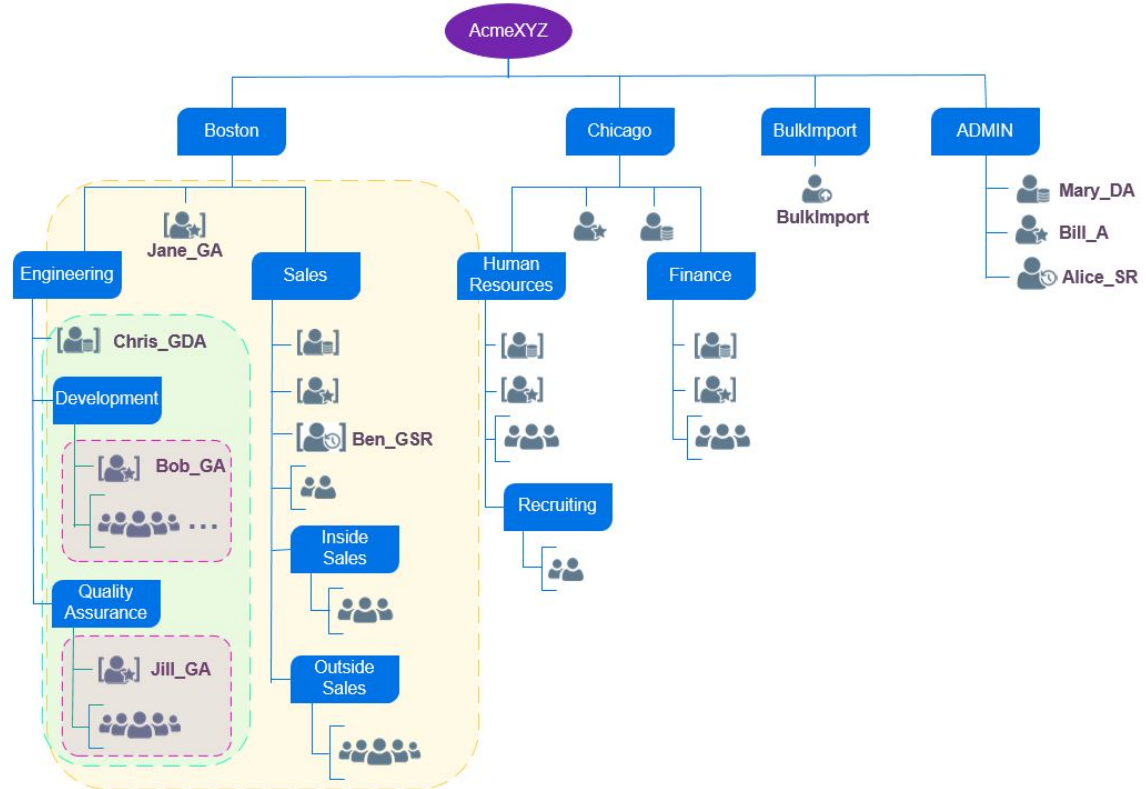 AcmeXYZ
Boston
Chicago
BulkImport
ADMIN
Mary_DA
BulkImport
Bill_A
Jane_GA
Engineering
Sales
Human
Resources
Finance
Alice_SR
Chris_GDA
Development
Ben_GSR
Bob_GA
Recruiting
...
Inside
Sales
Quality
Assurance
Jill_GA
Outside
Sales